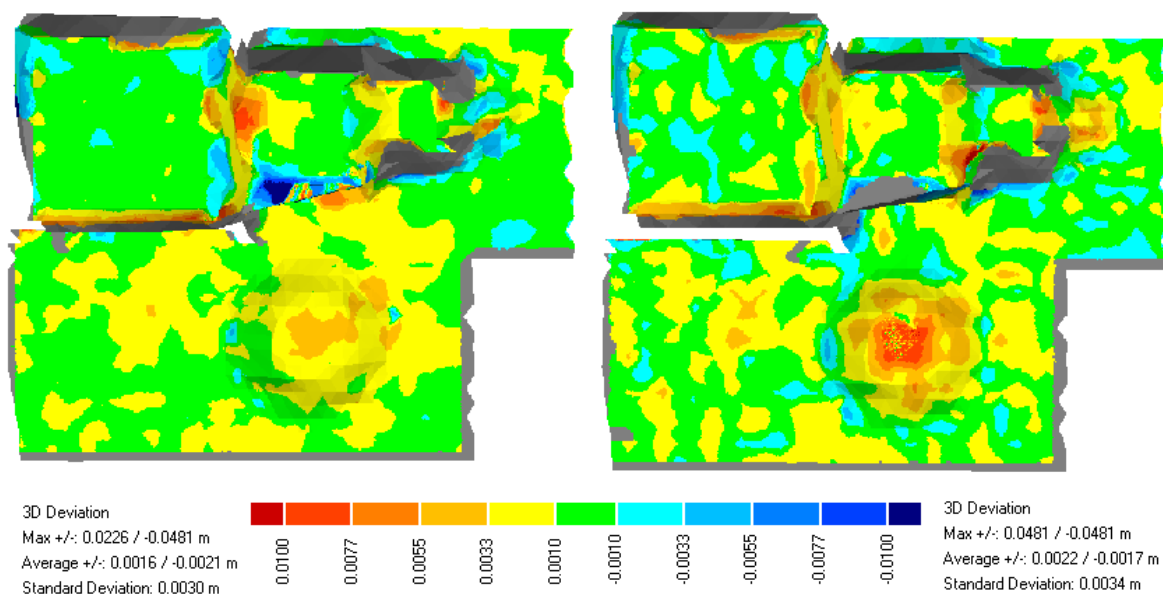 3D Deviation
Max +/-: 0.0226 / -0.0481 m
Average +/-: 0.0016 / -0.0021 m
Standard Deviation: 0.0030 m
0.0100
0.0077
0.0055
0.0033
0.0010
-0.0010
-0.0033
-0.0055
-0.0077
-0.0100
3D Deviation
Max +/-: 0.0481 / -0.0481 m
Average +/-: 0.0022 / -0.0017 m
Standard Deviation: 0.0034 m